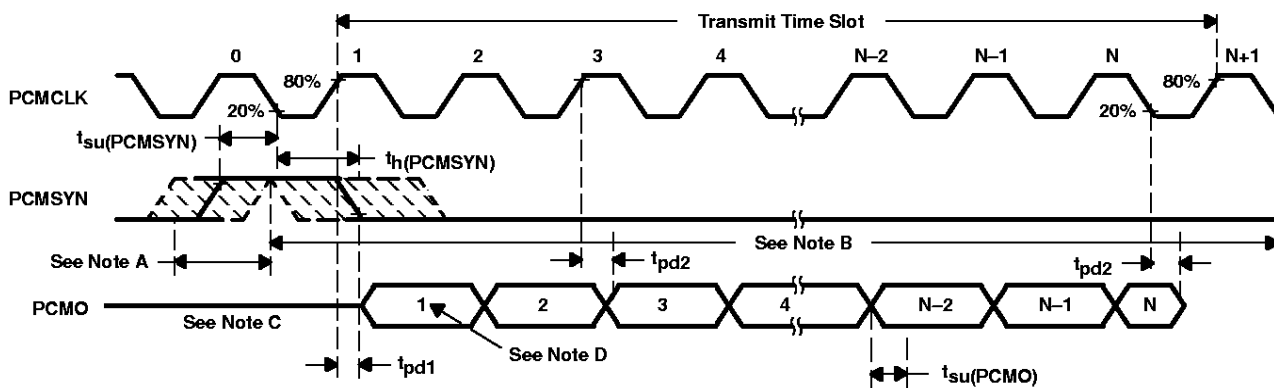 Transmit Time Slot
0 1 2 3 4 N–2 N–1 N N+1
PCMCLK
80%
20%
80%
20%
tsu(PCMSYN)
th(PCMSYN)
PCMSYN
See Note A
See Note B
tpd2
tpd2
PCMO
See Note C
1 2 3 4 N–2 N–1 N
See Note D
tpd1
tsu(PCMO)